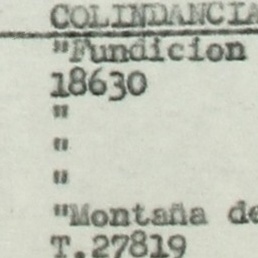 COLINDANCIA
"Fundicion
18630
"
"
"
"Montaña de
T.27819